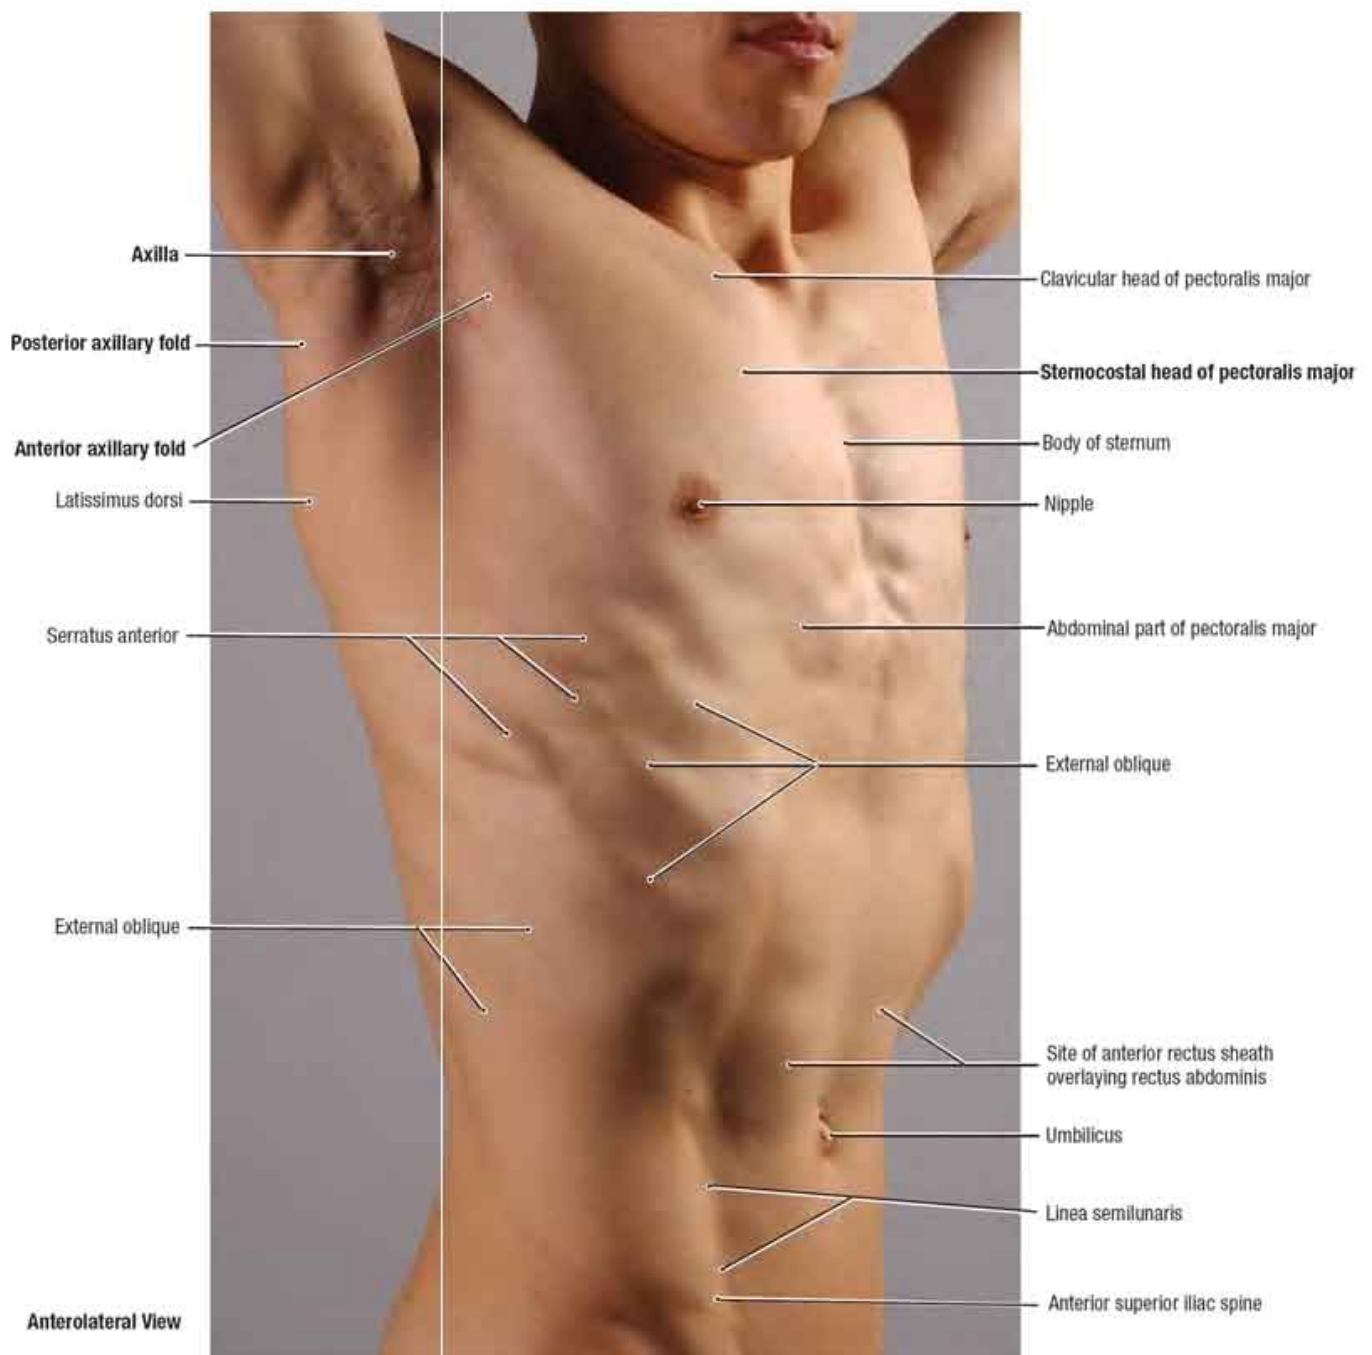 Axilla
Posterior axillary fold
Anterior axillary fold
Latissimus dorsi
Serratus anterior
External oblique
Anterolateral View
Clavicular head of pectoralis major
Sternocostal head of pectoralis major
Body of sternum
Nipple
Abdominal part of pectoralis major
External oblique
Site of anterior rectus sheath
overlaying rectus abdominis
Umbilicus
Linea semilunaris
Anterior superior iliac spine